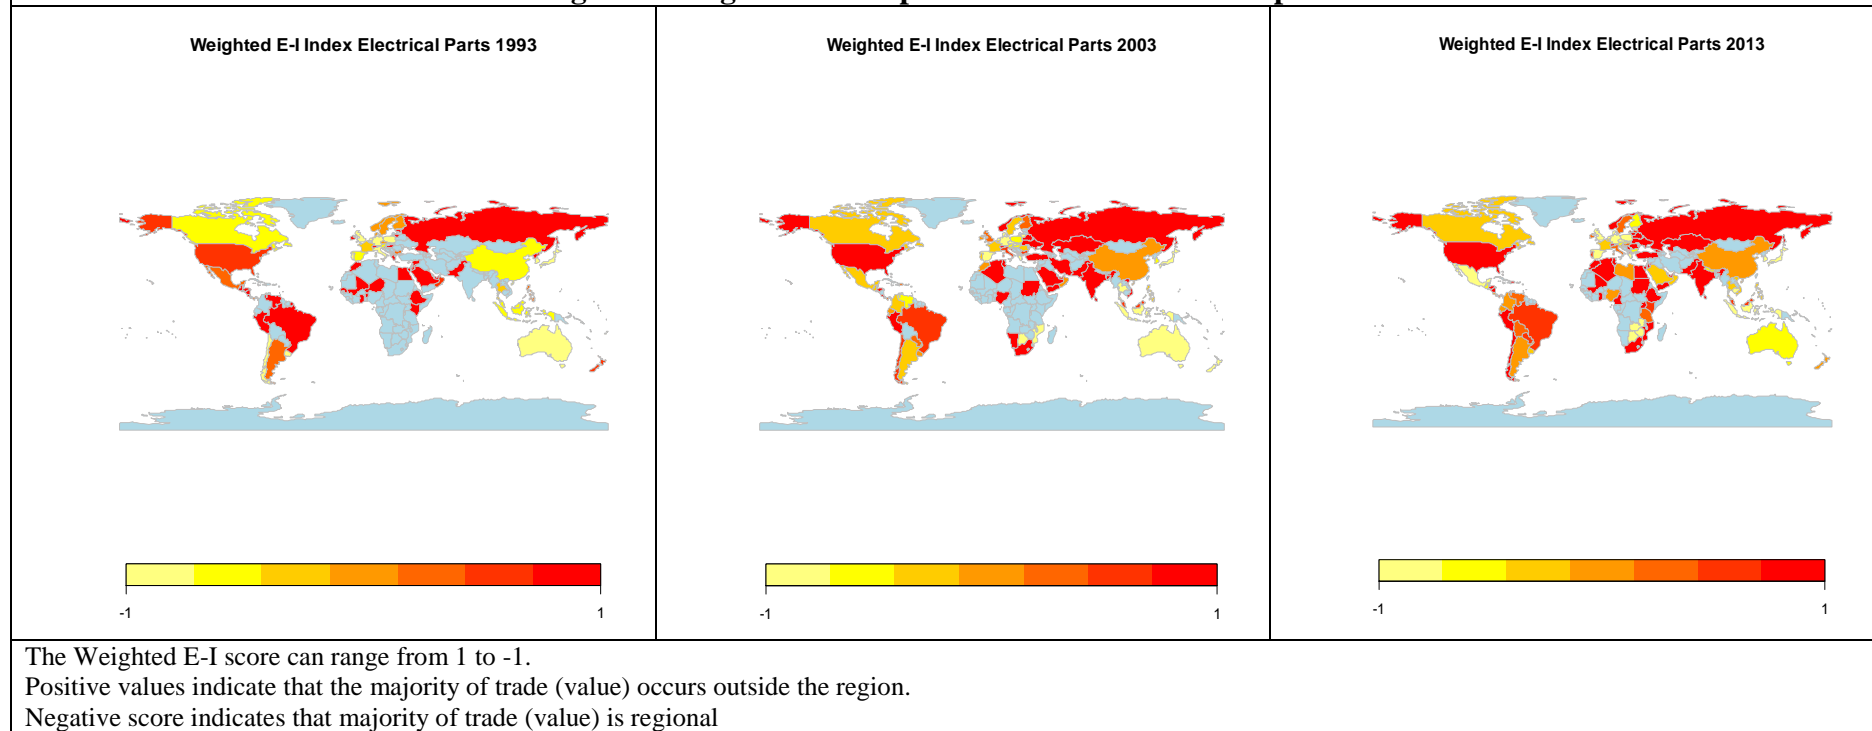 Weighted E-I Index Electrical Parts 1993
Weighted E-I Index Electrical Parts 2003
Weighted E-I Index Electrical Parts 2013
-1 1
-1 1
-1 1
The Weighted E-I score can range from 1 to -1.
Positive values indicate that the majority of trade (value) occurs outside the region.
Negative score indicates that majority of trade (value) is regional